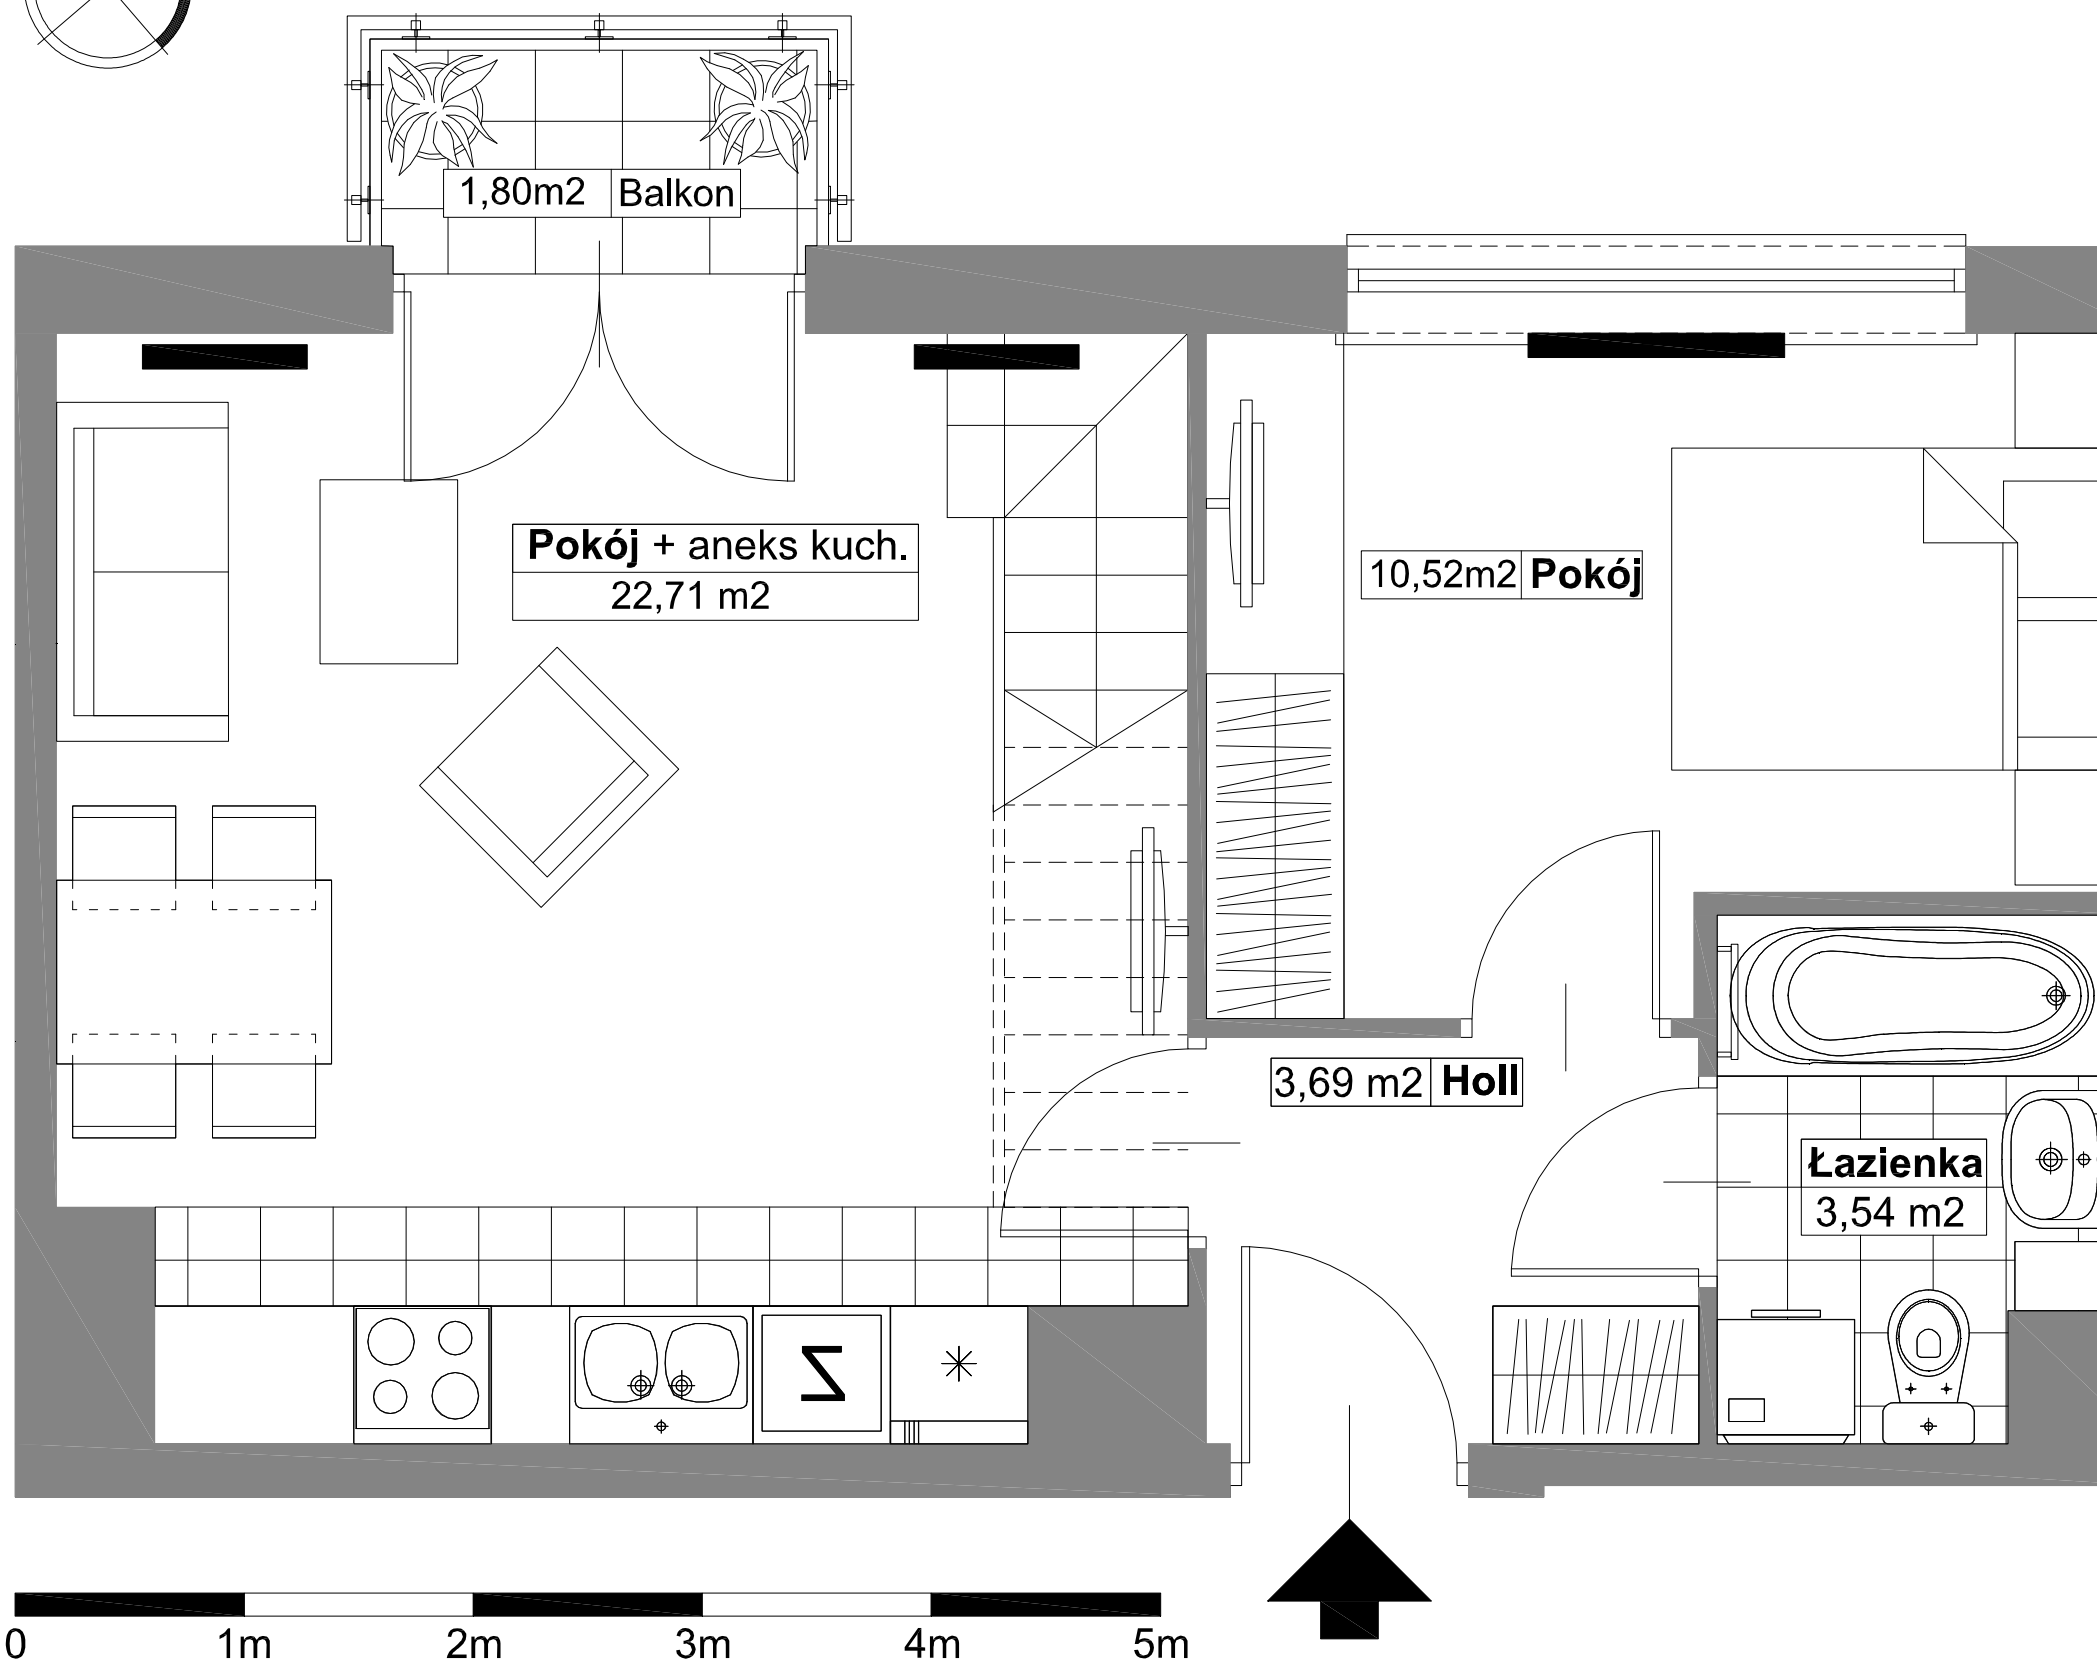 1,80m2 Balkon
Pokój + aneks kuch.
22,71 m2
10,52m2 Pokój
3,69 m2 Holl
Łazienka
3,54 m2
Z
0 1m 2m 3m 4m 5m